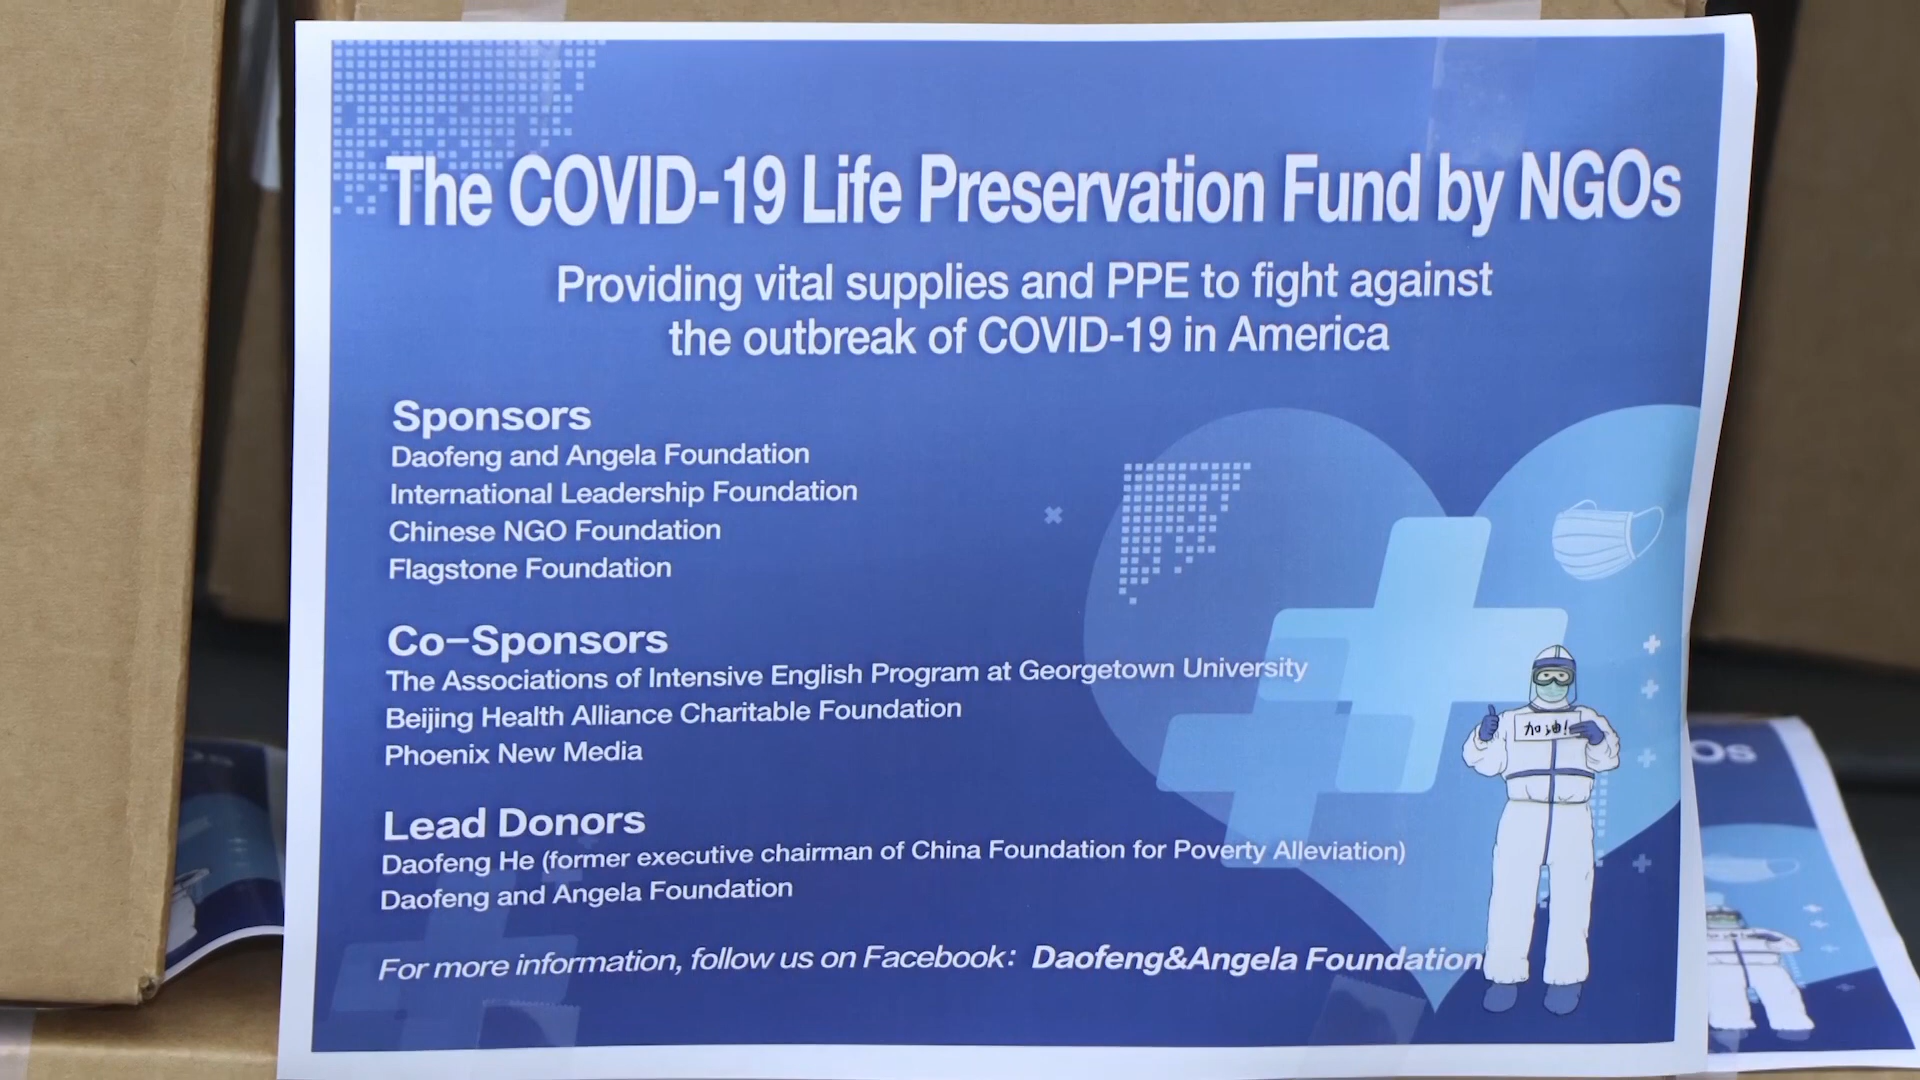 The COVID-19 Life Preservation Fund by NGOs
Providing vital supplies and PPE to fight against
the outbreak of COVID-19 in America
Sponsors
Daofeng and Angela Foundation
International Leadership Foundation
Chinese NGO Foundation
Flagstone Foundation
Co-Sponsors
The Associations of Intensive English Program at Georgetown University
Beijing Health Alliance Charitable Foundation
Phoenix New Media
Lead Donors
Daofeng He (former executive chairman of China Foundation for Poverty Alleviation)
Daofeng and Angela Foundation
For more information, follow us on Facebook: Daofeng&Angela Foundation
加油!
Os